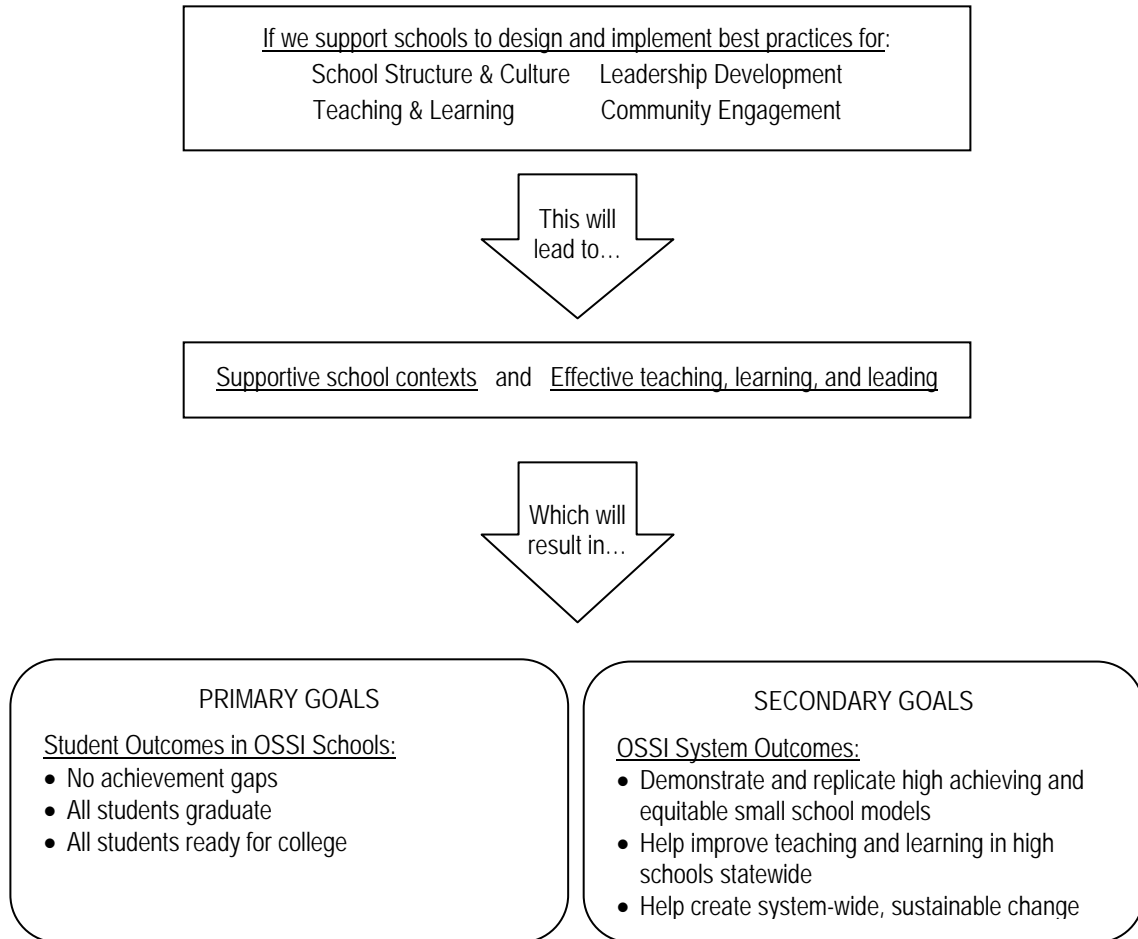 If we support schools to design and implement best practices for:
School Structure & Culture Leadership Development
Teaching & Learning Community Engagement
This will
lead to…
Supportive school contexts and Effective teaching, learning, and leading
Which will
result in…
PRIMARY GOALS
Student Outcomes in OSSI Schools:
• No achievement gaps
• All students graduate
• All students ready for college
SECONDARY GOALS
OSSI System Outcomes:
• Demonstrate and replicate high achieving and
equitable small school models
• Help improve teaching and learning in high
schools statewide
• Help create system-wide, sustainable change